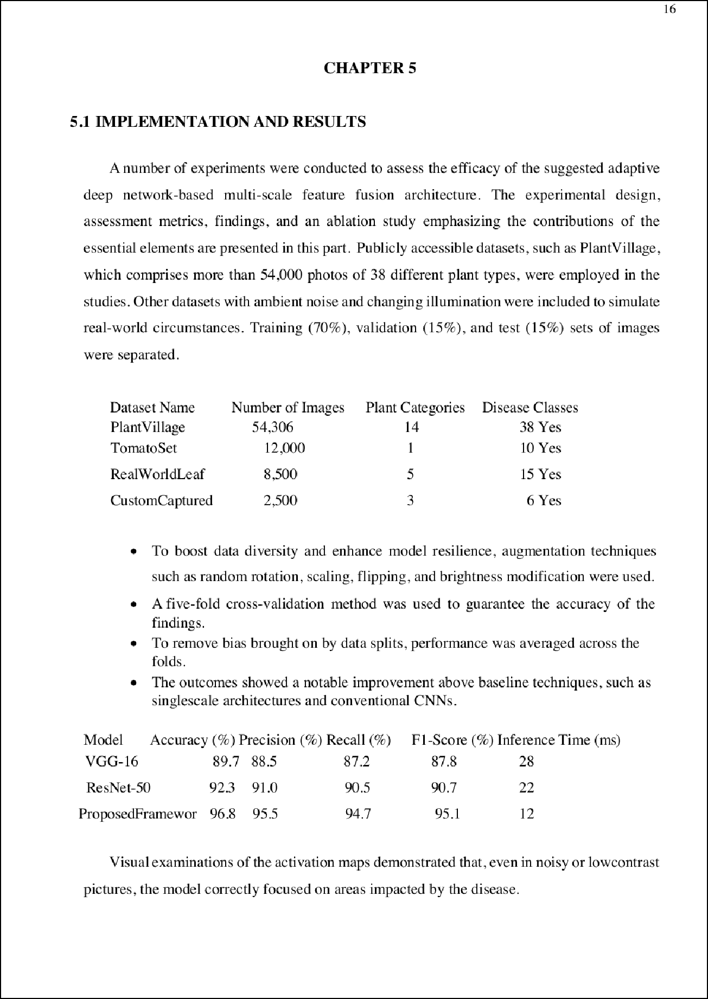 16
CHAPTER 5
5.1 IMPLEMENTATION AND RESULTS
A number of experiments were conducted to assess the efficacy of the suggested adaptive
deep network-based multi-scale feature fusion architecture. The experimental design,
assessment metrics, findings, and an ablation study emphasizing the contributions of the
essential elements are presented in this part. Publicly accessible datasets, such as PlantVillage,
which comprises more than 54,000 photos of 38 different plant types, were employed in the
studies. Other datasets with ambient noise and changing illumination were included to simulate
real-world circumstances. Training (70%), validation (15%), and test (15%) sets of images
were separated.
Dataset Name Number of Images Plant Categories Disease Classes
PlantVillage 54,306 14 38 Yes
TomatoSet 12,000 1 10 Yes
RealWorldLeaf 8,500 5 15 Yes
CustomCaptured 2,500 3 6 Yes
• To boost data diversity and enhance model resilience, augmentation techniques
such as random rotation, scaling, flipping, and brightness modification were used.
• A five-fold cross-validation method was used to guarantee the accuracy of the
findings.
• To remove bias brought on by data splits, performance was averaged across the
folds.
• The outcomes showed a notable improvement above baseline techniques, such as
singlescale architectures and conventional CNNs.
Model Accuracy (%) Precision (%) Recall (%) F1-Score (%) Inference Time (ms)
VGG-16 89.7 88.5 87.2 87.8 28
ResNet-50 92.3 91.0 90.5 90.7 22
ProposedFramewor 96.8 95.5 94.7 95.1 12
Visual examinations of the activation maps demonstrated that, even in noisy or lowcontrast
pictures, the model correctly focused on areas impacted by the disease.